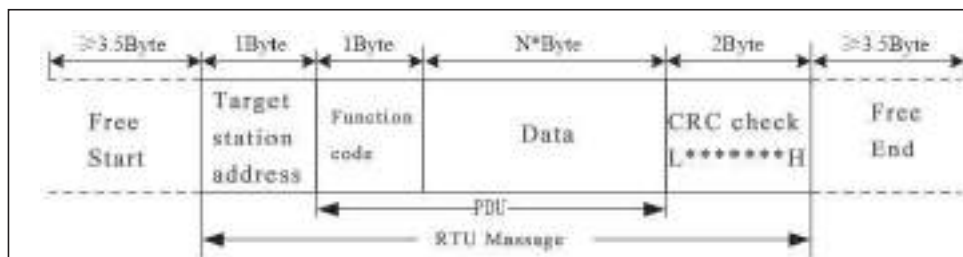 ≥3.5Byte 1Byte 1Byte N*Byte 2Byte ≥3.5Byte
Free Start
Target station address
Function code
Data
CRC check
L*******H
Free End
PDU
RTU Massage